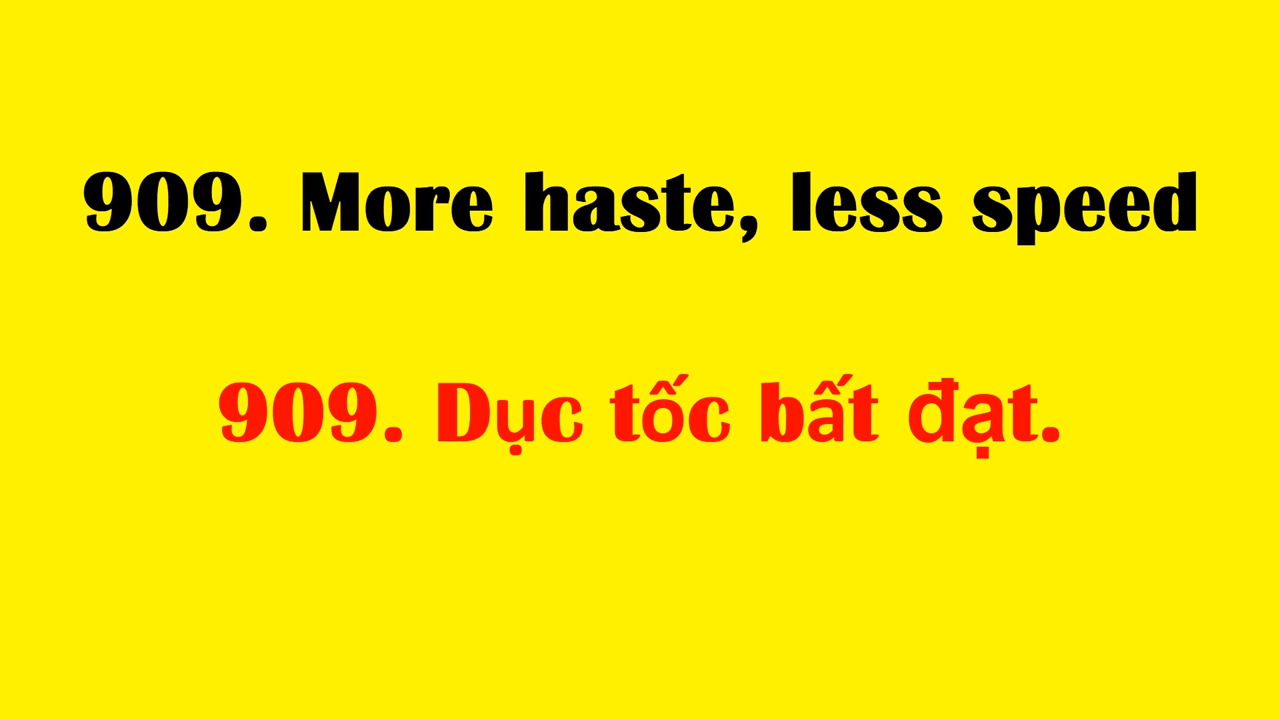 909. More haste, less speed
909. Dục tốc bất đạt.